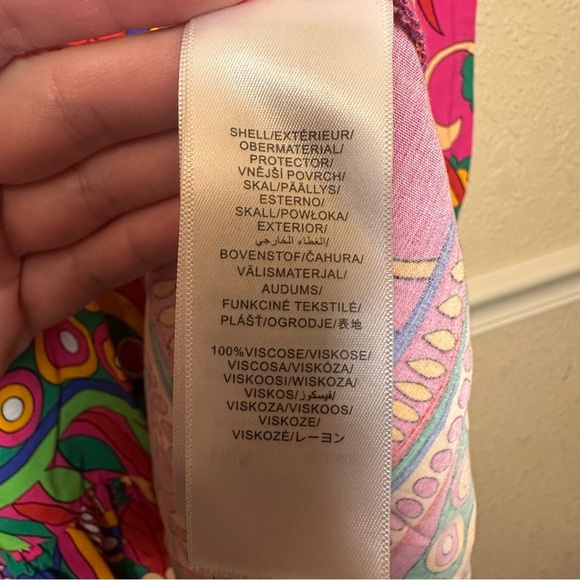 SHELL/EXTÉRIEUR/
OBERMATERIAL/
PROTECTOR/
VNĚJŠÍ POVRCH/
SKAL/PÄÄLLYS/
ESTERNO/
SKALL/POWŁOKA/
EXTERIOR/
الغطاء الخارجي/
BOVENSTOF/ČAHURA/
VÄLISMATERJAL/
AUDUMS/
FUNKCINĖ TEKSTILĖ/
PLÁŠŤ/OGRODJE/表地
100%VISCOSE/VISKOSE/
VISCOSA/VISKÓZA/
VISKOOSI/WISKOZA/
VISKOS/فيسكوز/
VISKOZA/VISKOOS/
VISKOZE/
VISKOZĖ/レーヨン